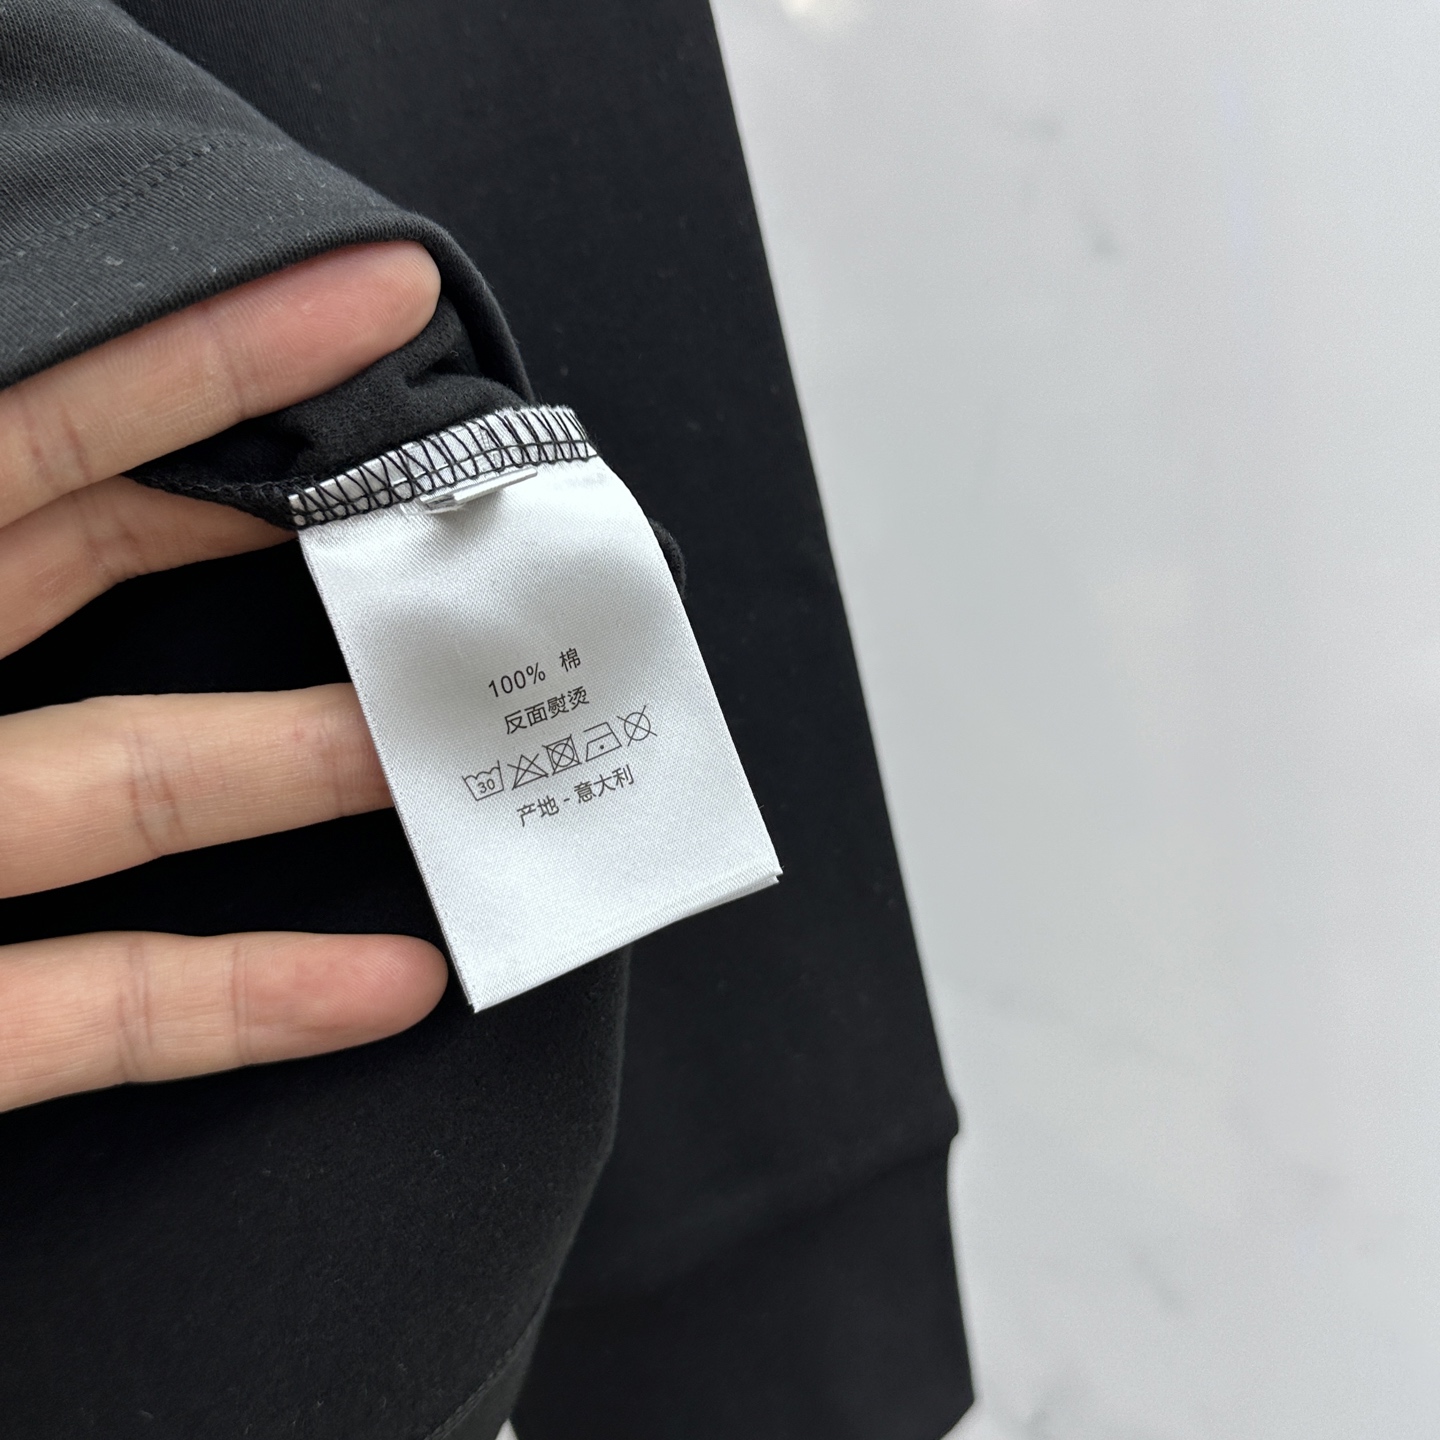 100% 棉
反面熨烫
30
产地 - 意大利